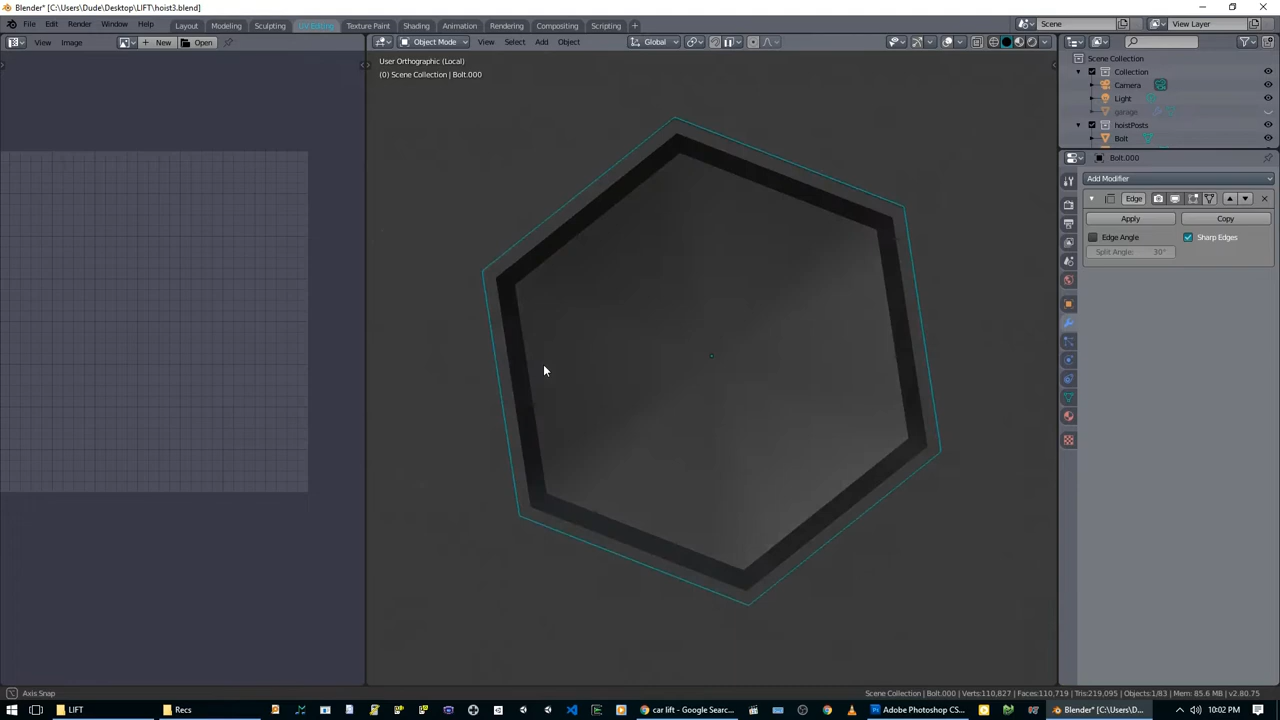 Blender* [C:\Users\Dude\Desktop\LIFT\hoist3.blend]
File Edit Render Window Help Layout Modeling Sculpting UV Editing Texture Paint Shading Animation Rendering Compositing Scripting + Scene View Layer
View Image New Open Object Mode View Select Add Object Global
User Orthographic (Local)
(0) Scene Collection | Bolt.000
Scene Collection
Collection
Camera
Light
garage
hoistPosts
Bolt
Bolt.000
Add Modifier
Edge
Apply Copy
Edge Angle Sharp Edges
Split Angle: 30°
Axis Snap Scene Collection | Bolt.000 | Verts:110,827 | Faces:110,719 | Tris:219,095 | Objects:1/83 | Mem: 85.6 MB | v2.80.75
LIFT Recs car lift - Google Sear... Adobe Photoshop CS... Blender* [C:\Users\D... 10:02 PM